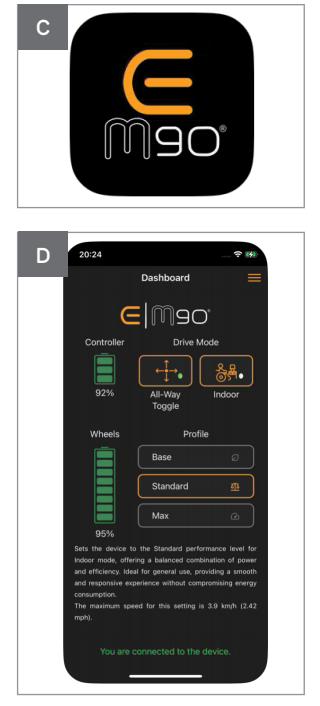 C
M90®
D
20:24
Dashboard
M90®
Controller
Drive Mode
92%
All-Way
Toggle
Indoor
Wheels
Profile
Base
Standard
Max
95%
Sets the device to the Standard performance level for
Indoor mode, offering a balanced combination of power
and efficiency. Ideal for general use, providing a smooth
and responsive experience without compromising energy
consumption.
The maximum speed for this setting is 3.9 km/h (2.42
mph).
You are connected to the device.